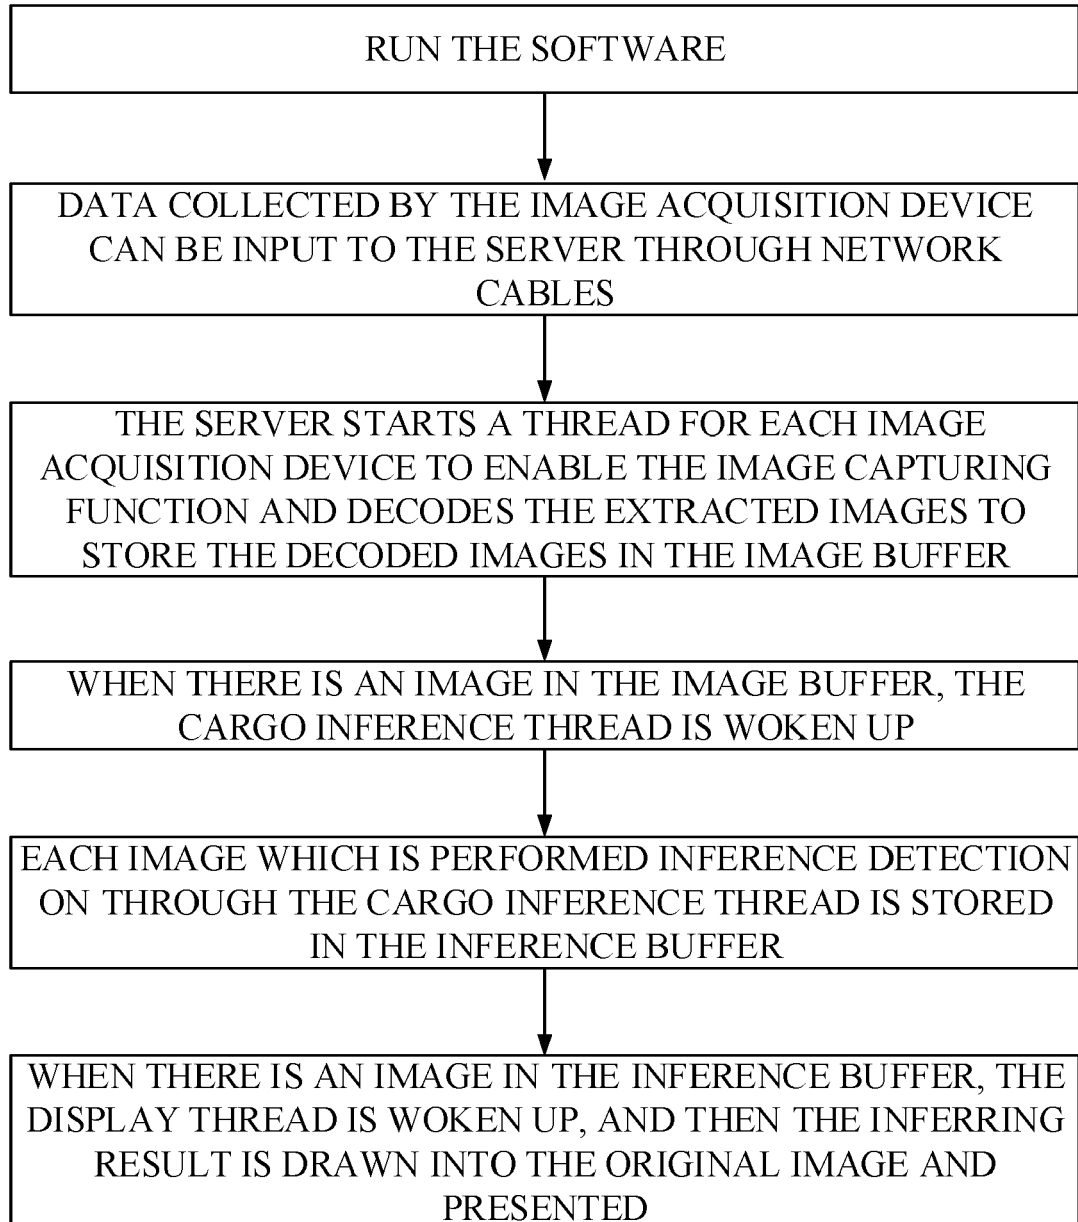 RUN THE SOFTWARE
DATA COLLECTED BY THE IMAGE ACQUISITION DEVICE
CAN BE INPUT TO THE SERVER THROUGH NETWORK
CABLES
THE SERVER STARTS A THREAD FOR EACH IMAGE
ACQUISITION DEVICE TO ENABLE THE IMAGE CAPTURING
FUNCTION AND DECODES THE EXTRACTED IMAGES TO
STORE THE DECODED IMAGES IN THE IMAGE BUFFER
WHEN THERE IS AN IMAGE IN THE IMAGE BUFFER, THE
CARGO INFERENCE THREAD IS WOKEN UP
EACH IMAGE WHICH IS PERFORMED INFERENCE DETECTION
ON THROUGH THE CARGO INFERENCE THREAD IS STORED
IN THE INFERENCE BUFFER
WHEN THERE IS AN IMAGE IN THE INFERENCE BUFFER, THE
DISPLAY THREAD IS WOKEN UP, AND THEN THE INFERRING
RESULT IS DRAWN INTO THE ORIGINAL IMAGE AND
PRESENTED